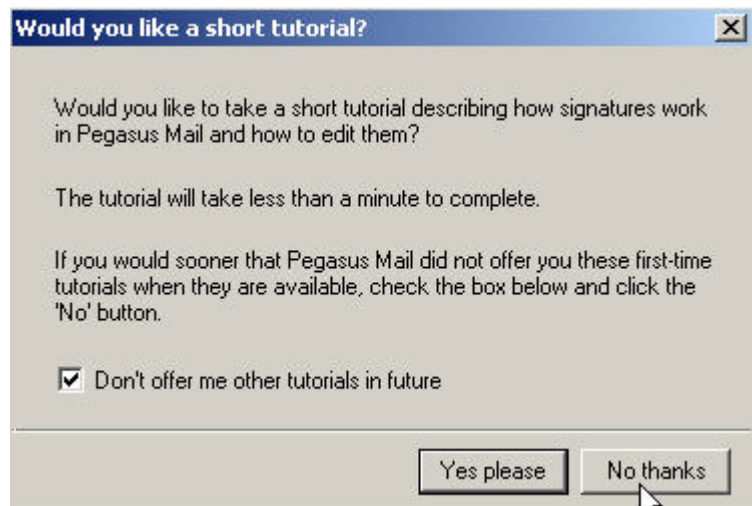 Would you like a short tutorial?
Would you like to take a short tutorial describing how signatures work
in Pegasus Mail and how to edit them?
The tutorial will take less than a minute to complete.
If you would sooner that Pegasus Mail did not offer you these first-time
tutorials when they are available, check the box below and click the
'No' button.
Don't offer me other tutorials in future
Yes please
No thanks